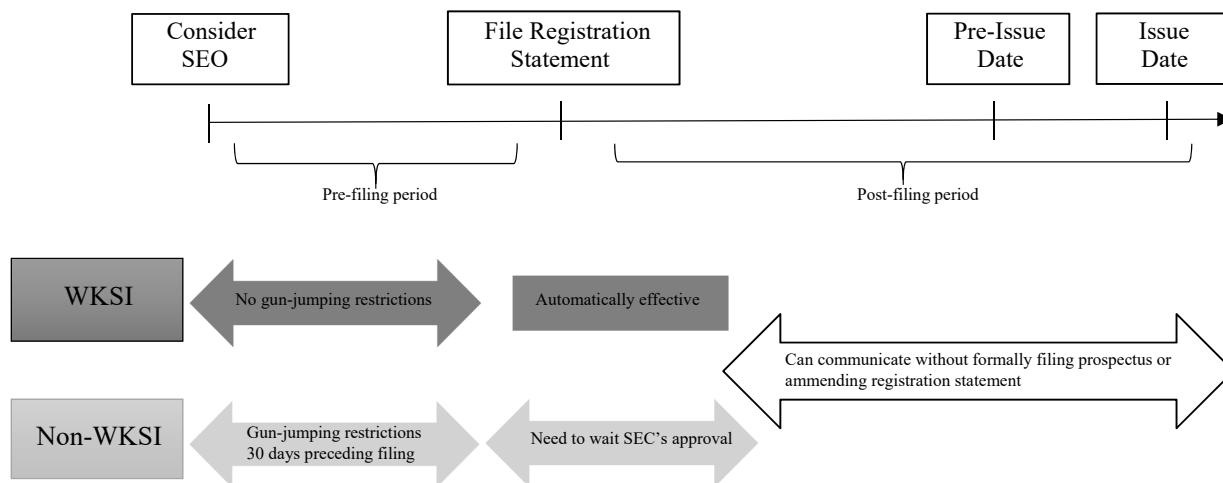 Consider
SEO
File Registration
Statement
Pre-Issue
Date
Issue
Date
Pre-filing period
Post-filing period
WKSI
No gun-jumping restrictions
Automatically effective
Can communicate without formally filing prospectus or
ammending registration statement
Non-WKSI
Gun-jumping restrictions
30 days preceding filing
Need to wait SEC’s approval